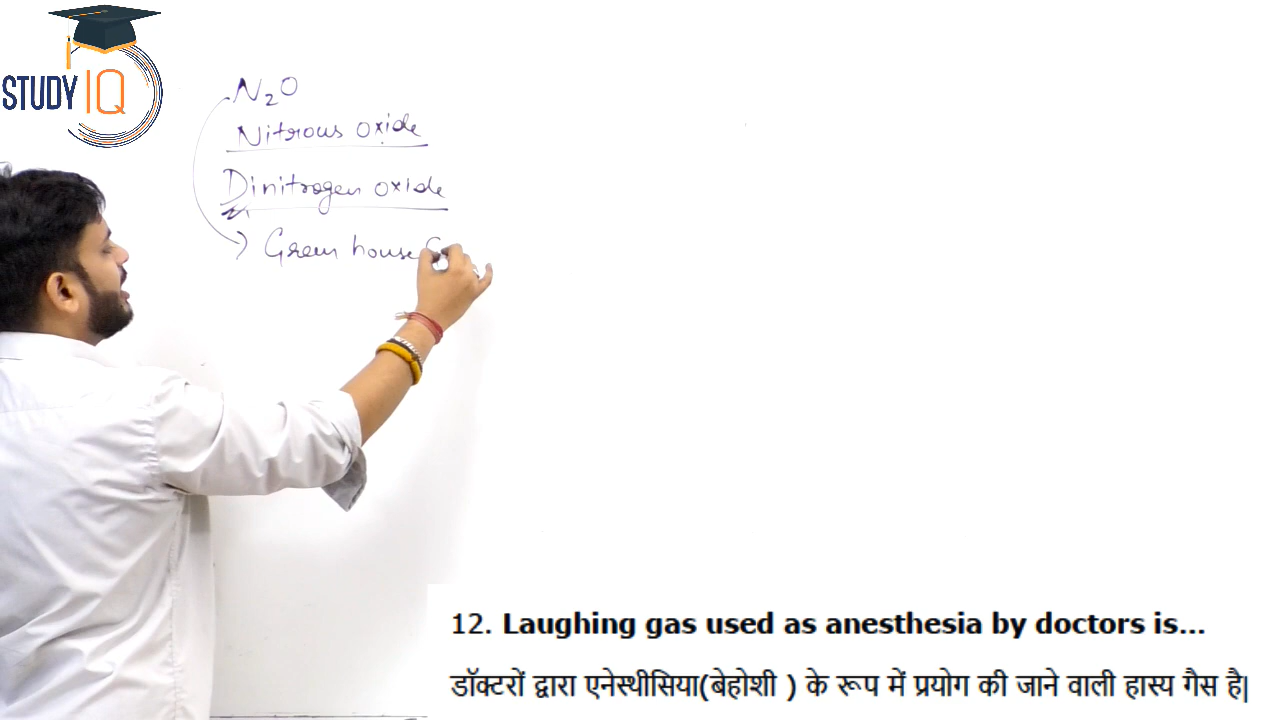 STUDY IQ
N₂O
Nitrous oxide
Dinitrogen oxide
Green house
12. Laughing gas used as anesthesia by doctors is...
डॉक्टरों द्वारा एनेस्थीसिया(बेहोशी ) के रूप में प्रयोग की जाने वाली हास्य गैस है|